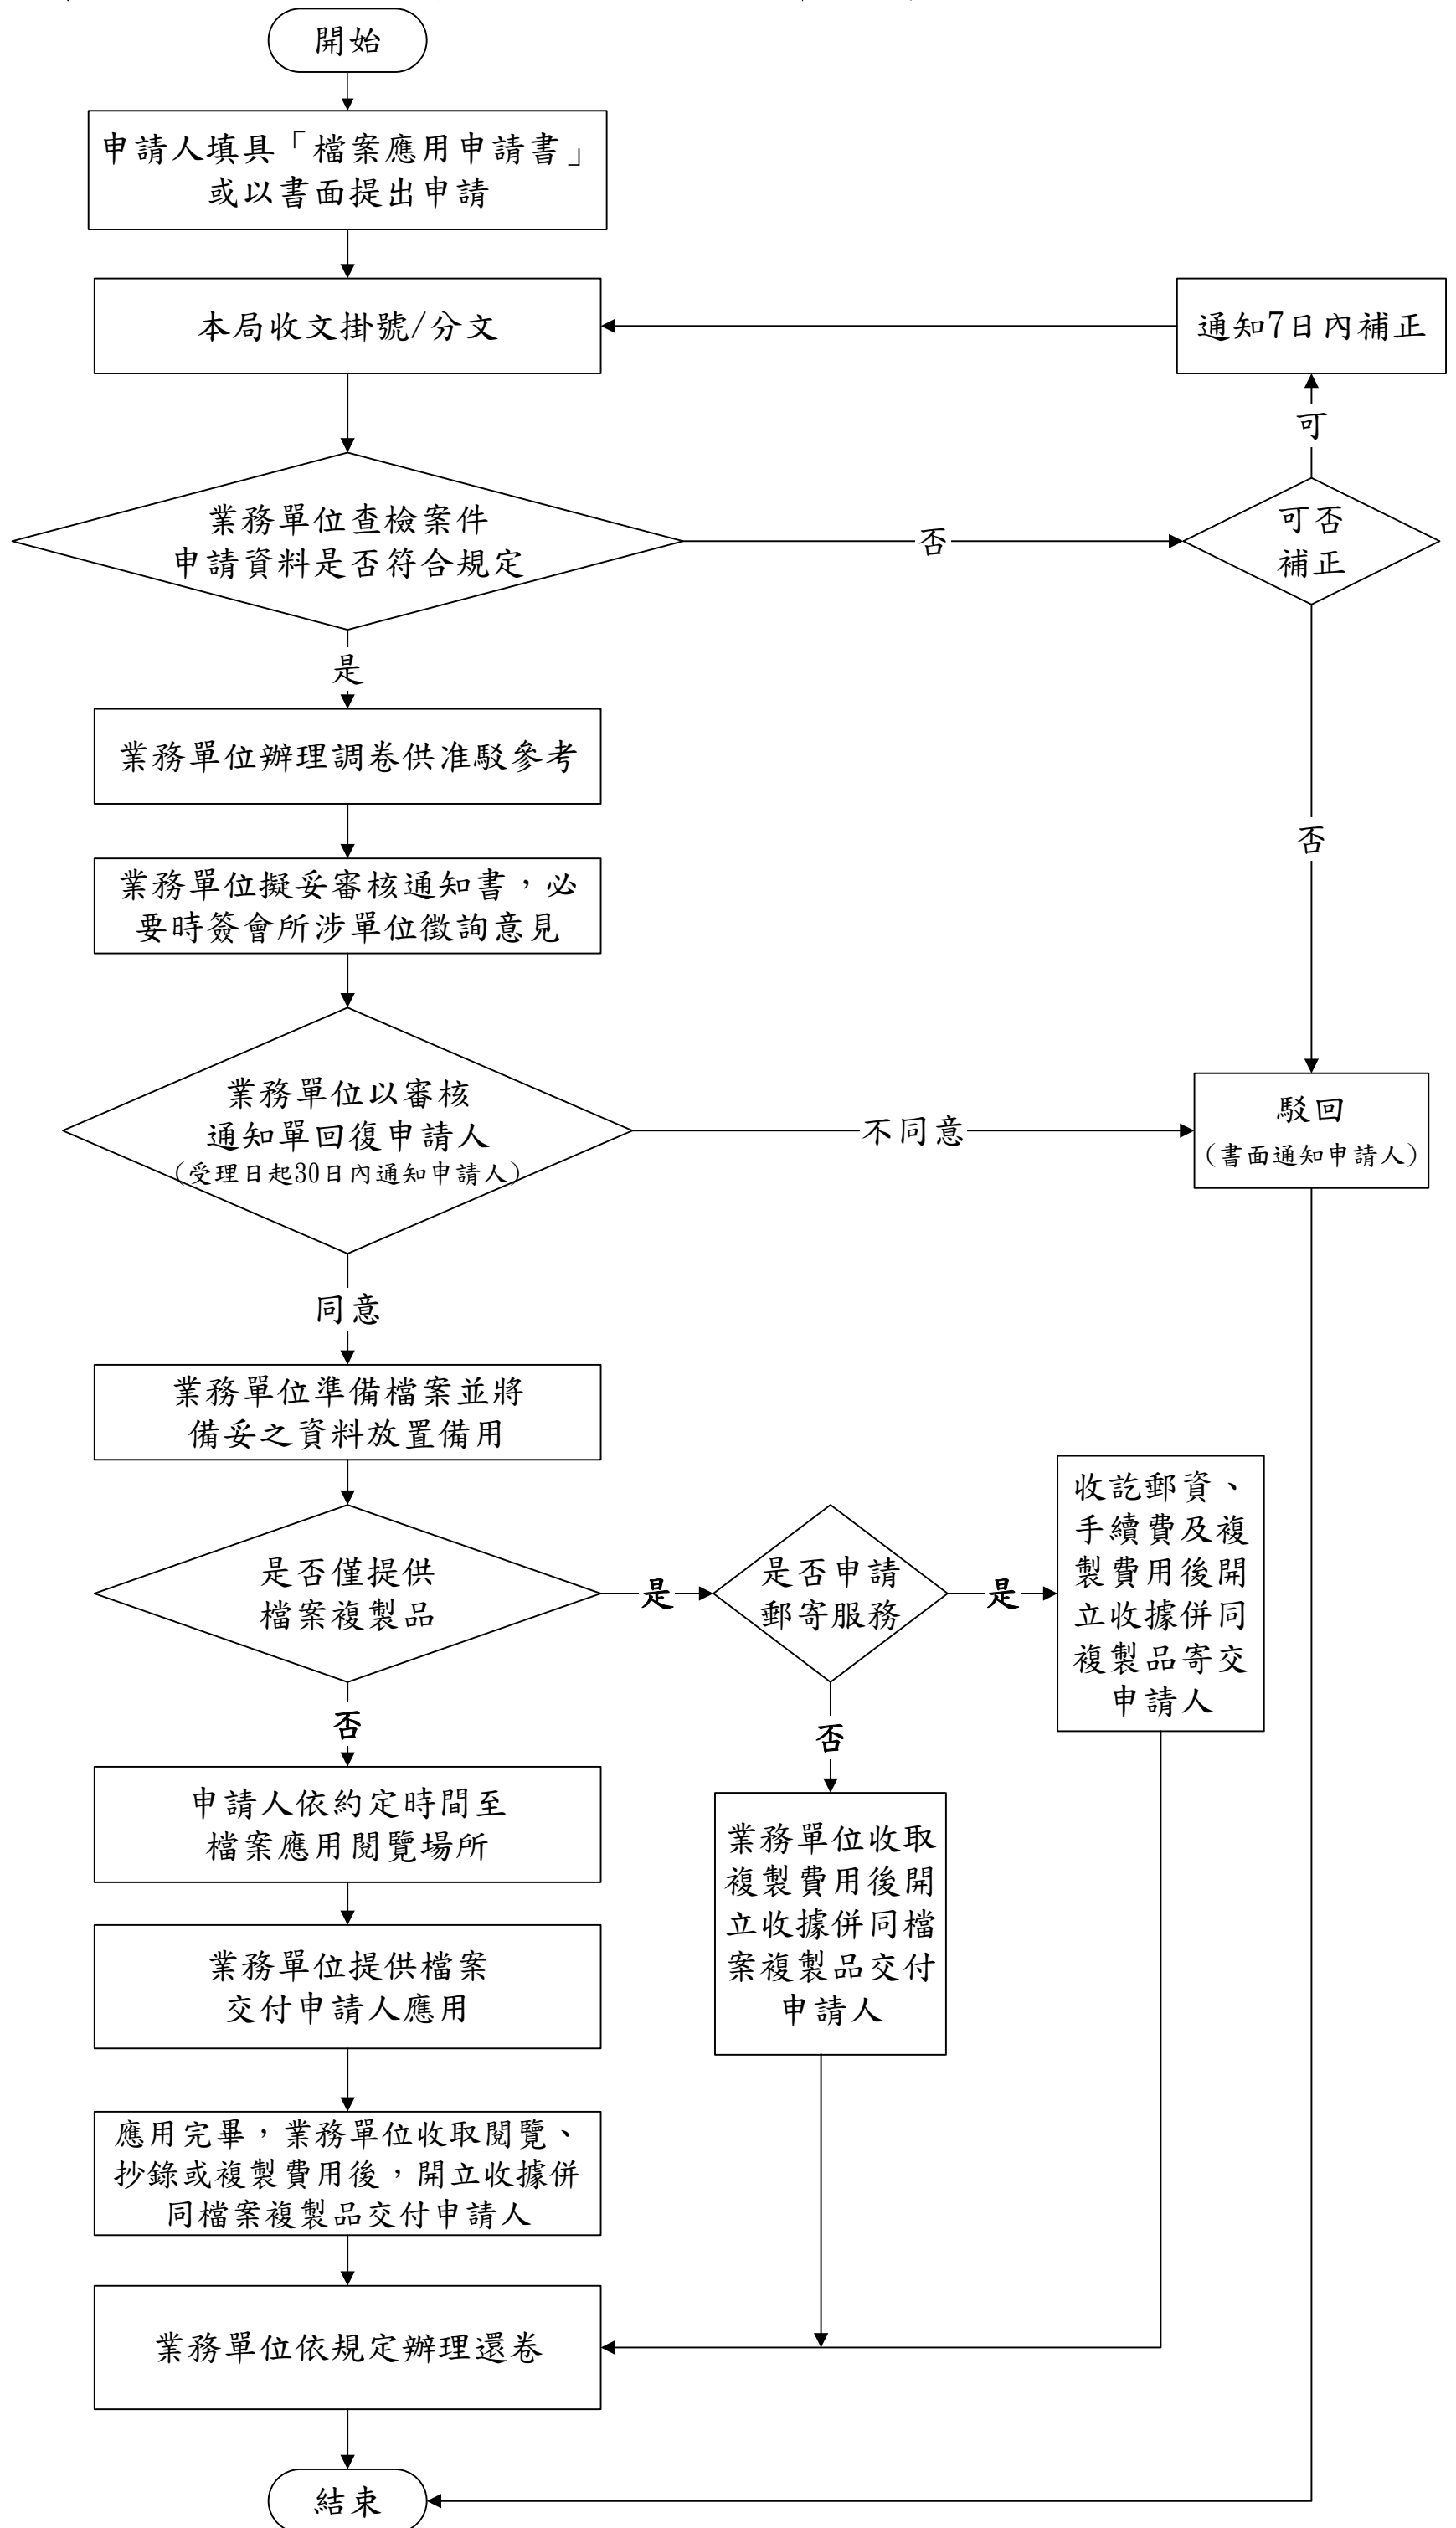 開始
申請人填具「檔案應用申請書」
或以書面提出申請
本局收文掛號/分文
通知7日內補正
可
業務單位查檢案件
申請資料是否符合規定
否
可否
補正
是
業務單位辦理調卷供准駁參考
否
業務單位擬妥審核通知書，必
要時簽會所涉單位徵詢意見
業務單位以審核
通知單回復申請人
(受理日起30日內通知申請人)
不同意
駁回
(書面通知申請人)
同意
業務單位準備檔案並將
備妥之資料放置備用
是否僅提供
檔案複製品
是
是否申請
郵寄服務
是
收訖郵資、
手續費及複
製費用後開
立收據併同
複製品寄交
申請人
否
否
申請人依約定時間至
檔案應用閱覽場所
業務單位收取
複製費用後開
立收據併同檔
案複製品交付
申請人
業務單位提供檔案
交付申請人應用
應用完畢，業務單位收取閱覽、
抄錄或複製費用後，開立收據併
同檔案複製品交付申請人
業務單位依規定辦理還卷
結束